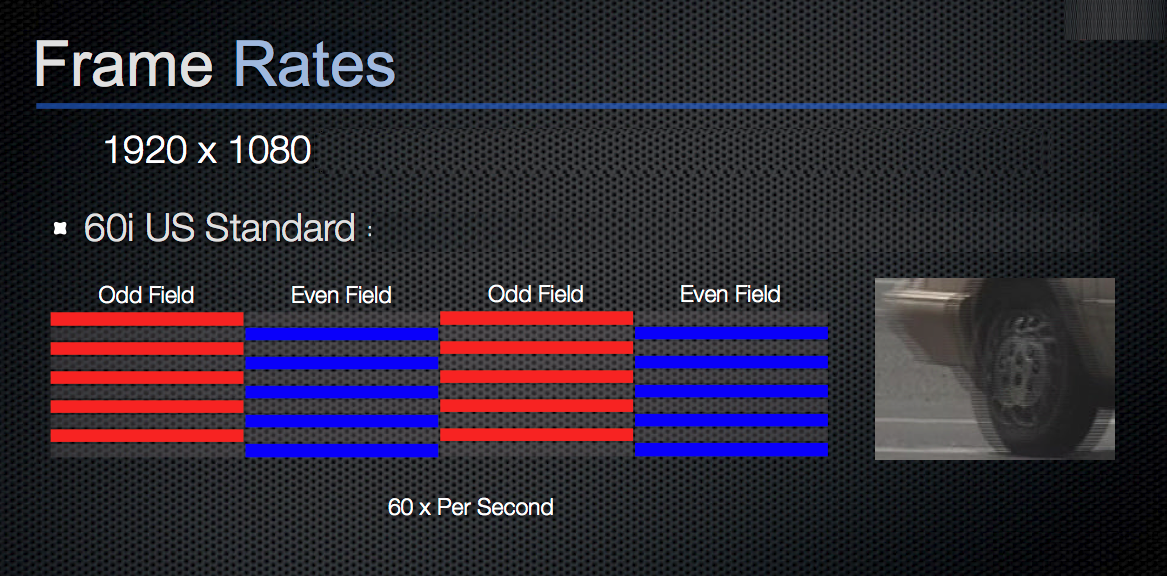 Frame Rates
1920 x 1080
60i US Standard :
Odd Field Even Field Odd Field Even Field
60 x Per Second